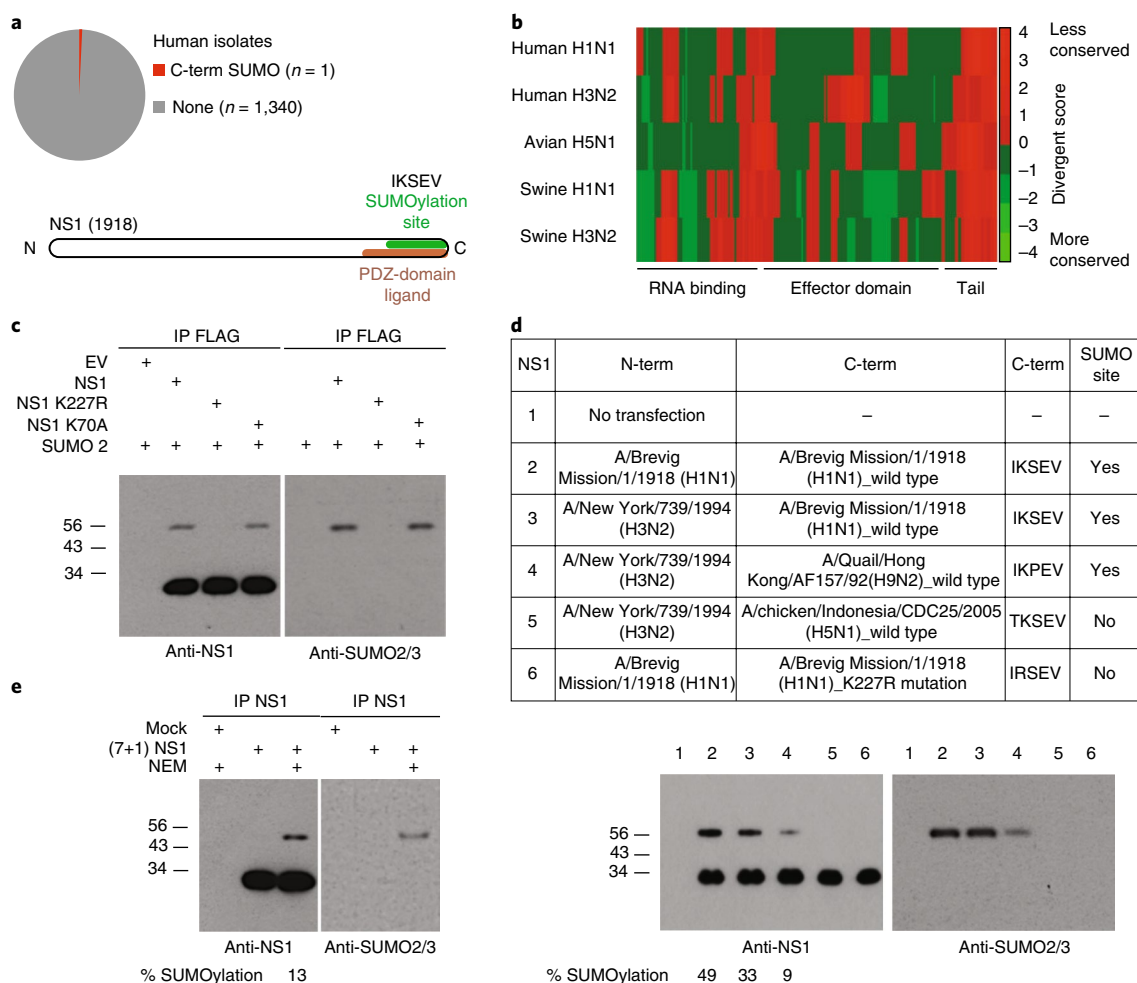 a
Human isolates
C-term SUMO (n = 1)
None (n = 1,340)
IKSEV
SUMOylation
site
NS1 (1918)
N
C
PDZ-domain
ligand
b
Human H1N1
Human H3N2
Avian H5N1
Swine H1N1
Swine H3N2
4
3
2
1
0
–1
–2
–3
–4
Divergent score
Less
conserved
More
conserved
RNA binding
Effector domain
Tail
c
IP FLAG
IP FLAG
EV +
NS1 + +
NS1 K227R + +
NS1 K70A + +
SUMO 2 + + + + + + + +
56
43
34
Anti-NS1
Anti-SUMO2/3
d
NS1 N-term C-term C-term SUMO site
1 No transfection – – –
2 A/Brevig Mission/1/1918 (H1N1) A/Brevig Mission/1/1918 (H1N1)_wild type IKSEV Yes
3 A/New York/739/1994 (H3N2) A/Brevig Mission/1/1918 (H1N1)_wild type IKSEV Yes
4 A/New York/739/1994 (H3N2) A/Quail/Hong Kong/AF157/92(H9N2)_wild type IKPEV Yes
5 A/New York/739/1994 (H3N2) A/chicken/Indonesia/CDC25/2005 (H5N1)_wild type TKSEV No
6 A/Brevig Mission/1/1918 (H1N1) A/Brevig Mission/1/1918 (H1N1)_K227R mutation IRSEV No
1 2 3 4 5 6
1 2 3 4 5 6
56
43
34
Anti-NS1
Anti-SUMO2/3
% SUMOylation 49 33 9
e
IP NS1
IP NS1
Mock + +
(7+1) NS1 + + + +
NEM + + +
56
43
34
Anti-NS1
Anti-SUMO2/3
% SUMOylation 13